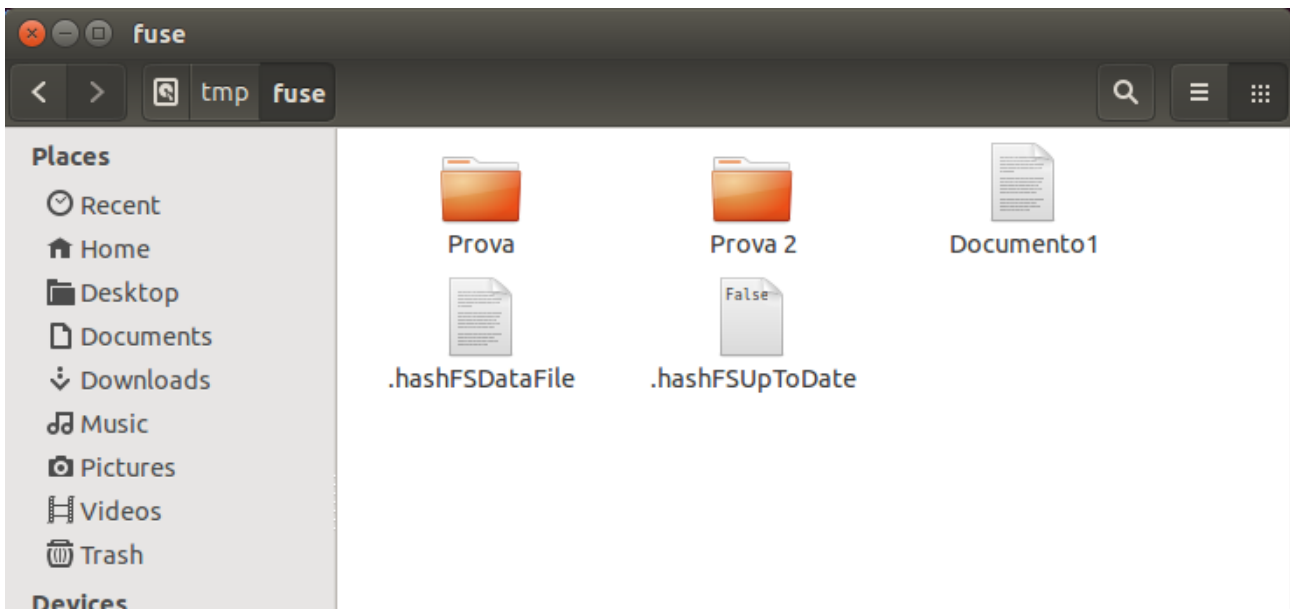 fuse
tmp fuse
Places
Recent
Home
Desktop
Documents
Downloads
Music
Pictures
Videos
Trash
Devices
Prova Prova 2 Documento1
False
.hashFSDataFile .hashFSUpToDate